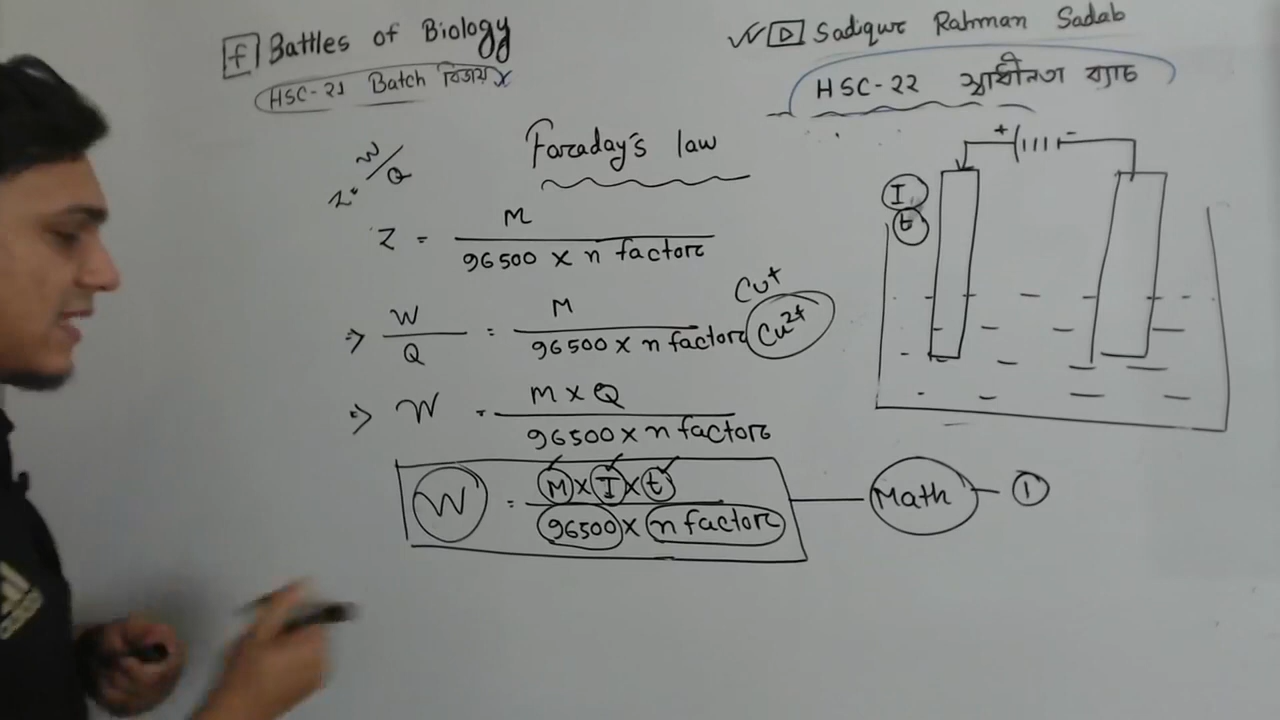 f Battles of Biology
HSC-21 Batch বিজয় X
Sadiqur Rahman Sadab
HSC-22 স্বাধীনতা ব্যাচ
Faraday's law
Z = W/Q
Z = M / 96500 × n factor
⇒ W / Q = M / 96500 × n factor
Cu⁺
Cu²⁺
⇒ W = M × Q / 96500 × n factor
W = M × I × t / 96500 × n factor
Math - ①
+ -
I
t
adidas